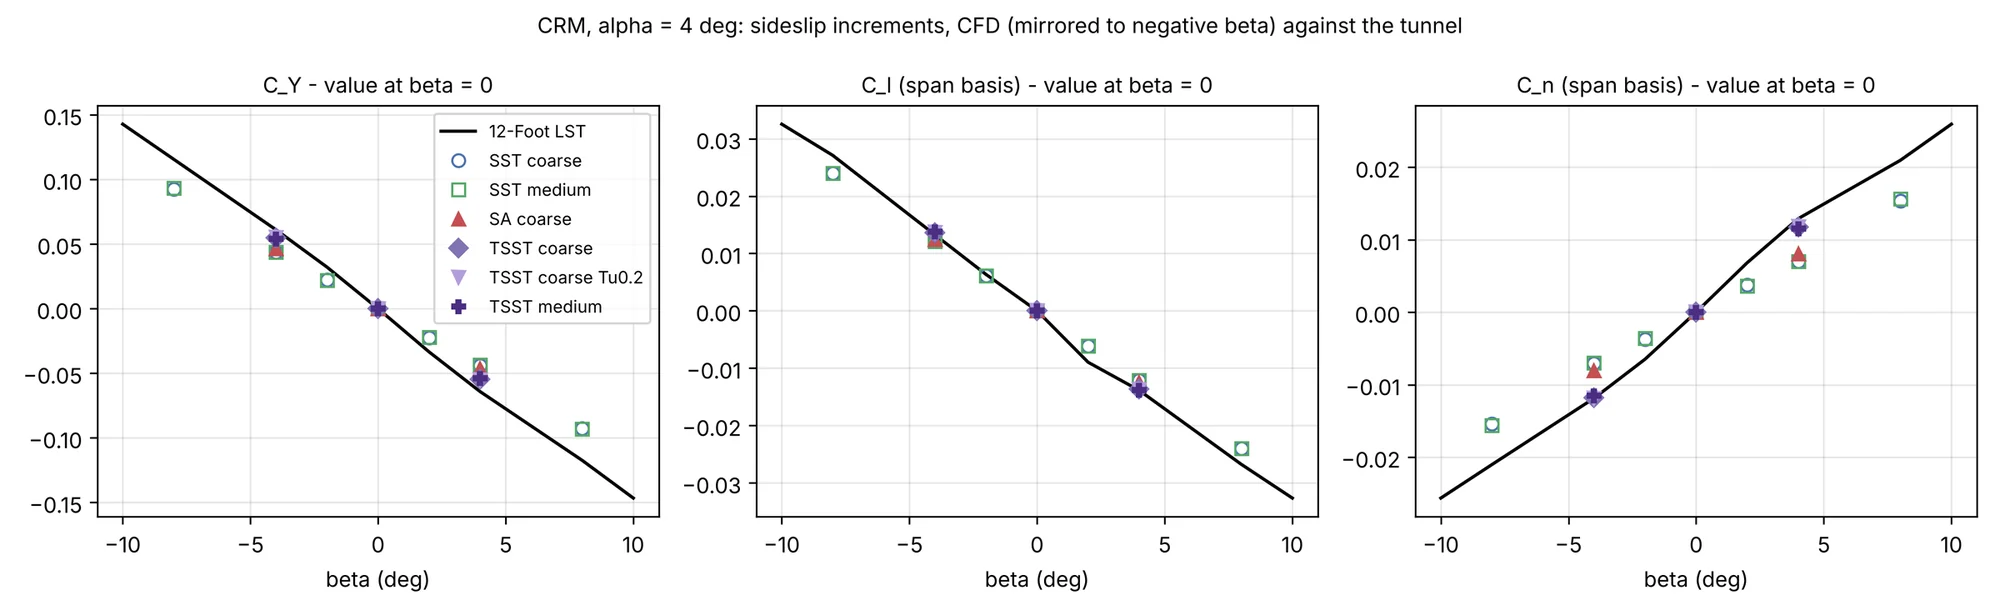 CRM, alpha = 4 deg: sideslip increments, CFD (mirrored to negative beta) against the tunnel
C_Y - value at beta = 0
0.15
0.10
0.05
0.00
−0.05
−0.10
−0.15
−10
−5
0
5
10
beta (deg)
12-Foot LST
SST coarse
SST medium
SA coarse
TSST coarse
TSST coarse Tu0.2
TSST medium
C_l (span basis) - value at beta = 0
0.03
0.02
0.01
0.00
−0.01
−0.02
−0.03
−10
−5
0
5
10
beta (deg)
C_n (span basis) - value at beta = 0
0.02
0.01
0.00
−0.01
−0.02
−10
−5
0
5
10
beta (deg)